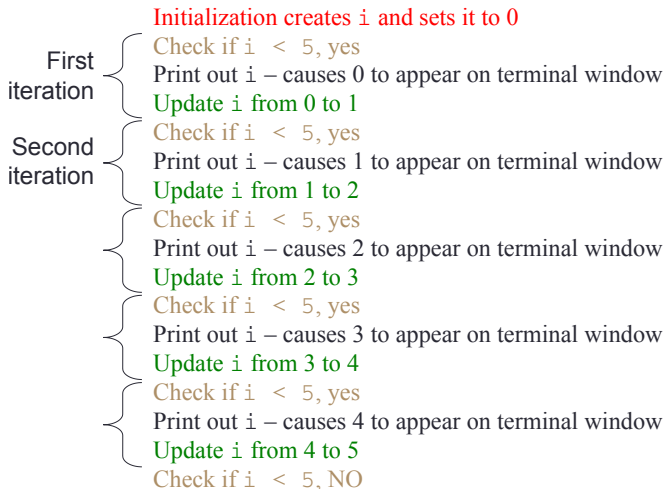 Initialization creates i and sets it to 0
Check if i < 5, yes
First
iteration
Print out i – causes 0 to appear on terminal window
Update i from 0 to 1
Check if i < 5, yes
Second
iteration
Print out i – causes 1 to appear on terminal window
Update i from 1 to 2
Check if i < 5, yes
Print out i – causes 2 to appear on terminal window
Update i from 2 to 3
Check if i < 5, yes
Print out i – causes 3 to appear on terminal window
Update i from 3 to 4
Check if i < 5, yes
Print out i – causes 4 to appear on terminal window
Update i from 4 to 5
Check if i < 5, NO